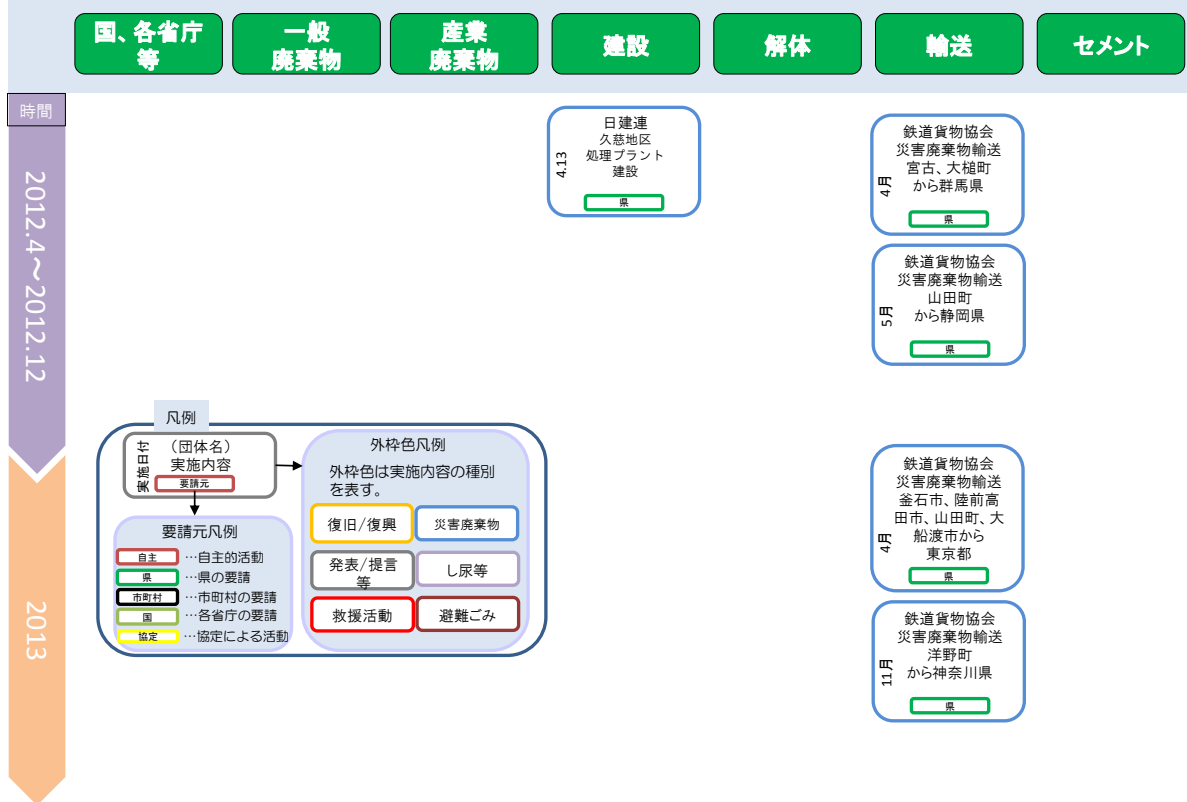 国、各省庁
等
一般
廃棄物
産業
廃棄物
建設
解体
輸送
セメント
時間
2012.4～2012.12
2013
4.13
日建連
久慈地区
処理プラント
建設
県
4月
鉄道貨物協会
災害廃棄物輸送
宮古、大槌町
から群馬県
県
5月
鉄道貨物協会
災害廃棄物輸送
山田町
から静岡県
県
4月
鉄道貨物協会
災害廃棄物輸送
釜石市、陸前高
田市、山田町、大
船渡市から
東京都
県
11月
鉄道貨物協会
災害廃棄物輸送
洋野町
から神奈川県
県
凡例
実施日付
（団体名）
実施内容
要請元
要請元凡例
自主 …自主的活動
県 …県の要請
市町村 …市町村の要請
国 …各省庁の要請
協定 …協定による活動
外枠色凡例
外枠色は実施内容の種別
を表す。
復旧/復興
災害廃棄物
発表/提言
等
し尿等
救援活動
避難ごみ